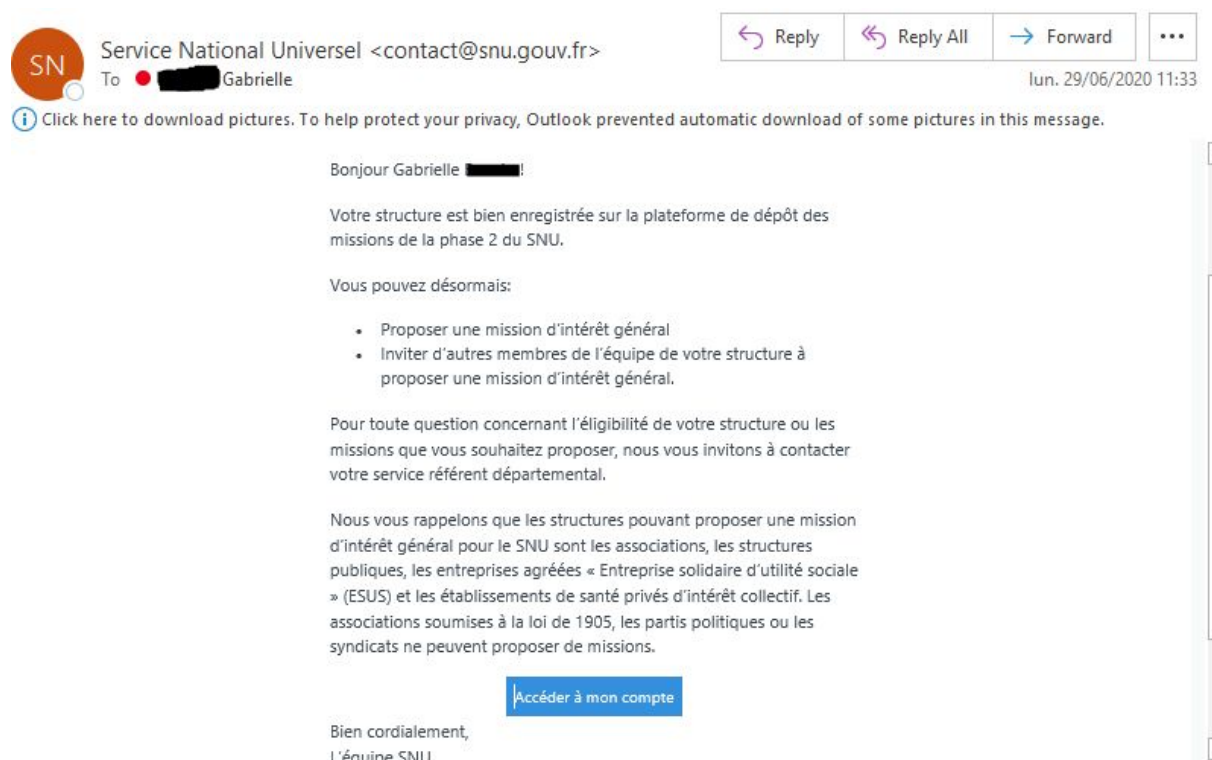 Reply
Reply All
Forward
SN
Service National Universel <contact@snu.gouv.fr>
To Gabrielle
lun. 29/06/2020 11:33
Click here to download pictures. To help protect your privacy, Outlook prevented automatic download of some pictures in this message.
Bonjour Gabrielle !
Votre structure est bien enregistrée sur la plateforme de dépôt des
missions de la phase 2 du SNU.
Vous pouvez désormais:
• Proposer une mission d'intérêt général
• Inviter d'autres membres de l'équipe de votre structure à
proposer une mission d'intérêt général.
Pour toute question concernant l'éligibilité de votre structure ou les
missions que vous souhaitez proposer, nous vous invitons à contacter
votre service référent départemental.
Nous vous rappelons que les structures pouvant proposer une mission
d'intérêt général pour le SNU sont les associations, les structures
publiques, les entreprises agréées « Entreprise solidaire d'utilité sociale
» (ESUS) et les établissements de santé privés d'intérêt collectif. Les
associations soumises à la loi de 1905, les partis politiques ou les
syndicats ne peuvent proposer de missions.
Accéder à mon compte
Bien cordialement,
L'équipe SNU